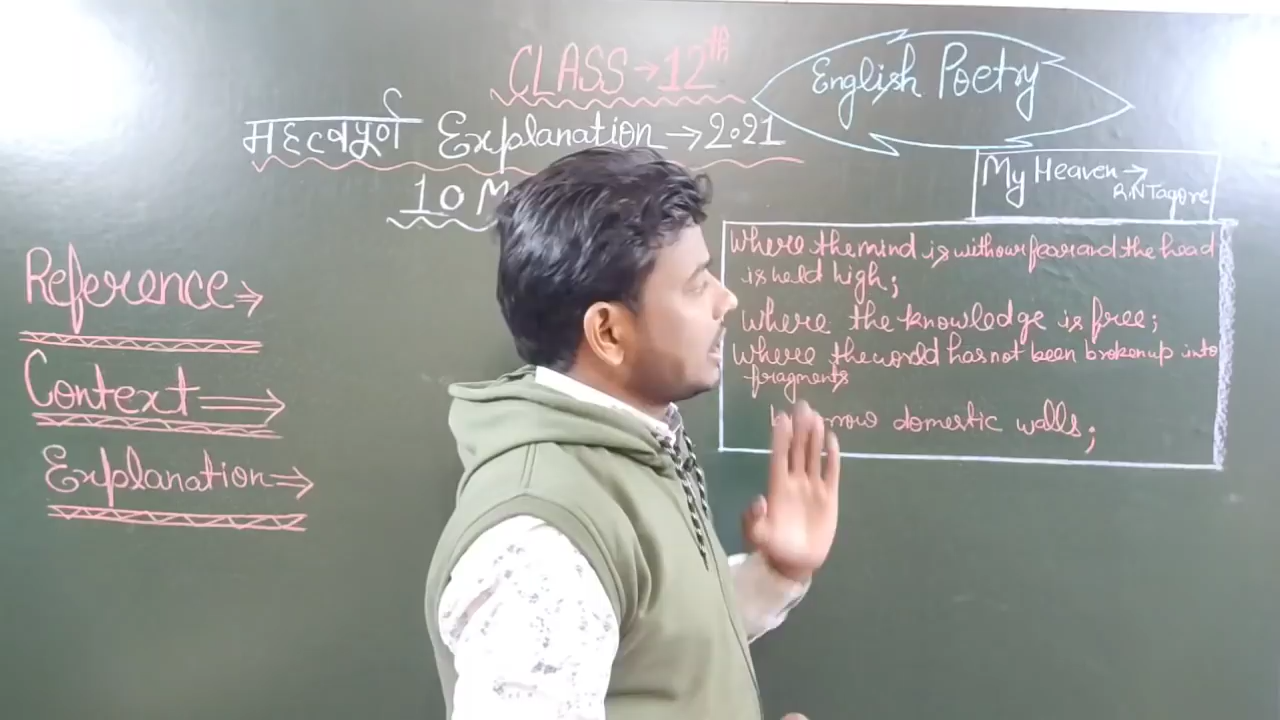 CLASS → 12th
English Poetry
महत्वपूर्ण Explanation → 2021
10 M
My Heaven →
R.N Tagore
Reference ⇒
Context ⇒
Explanation ⇒
Where the mind is without fear and the head
is held high;
Where the knowledge is free;
Where the world has not been broken up into
fragments
domestic walls;